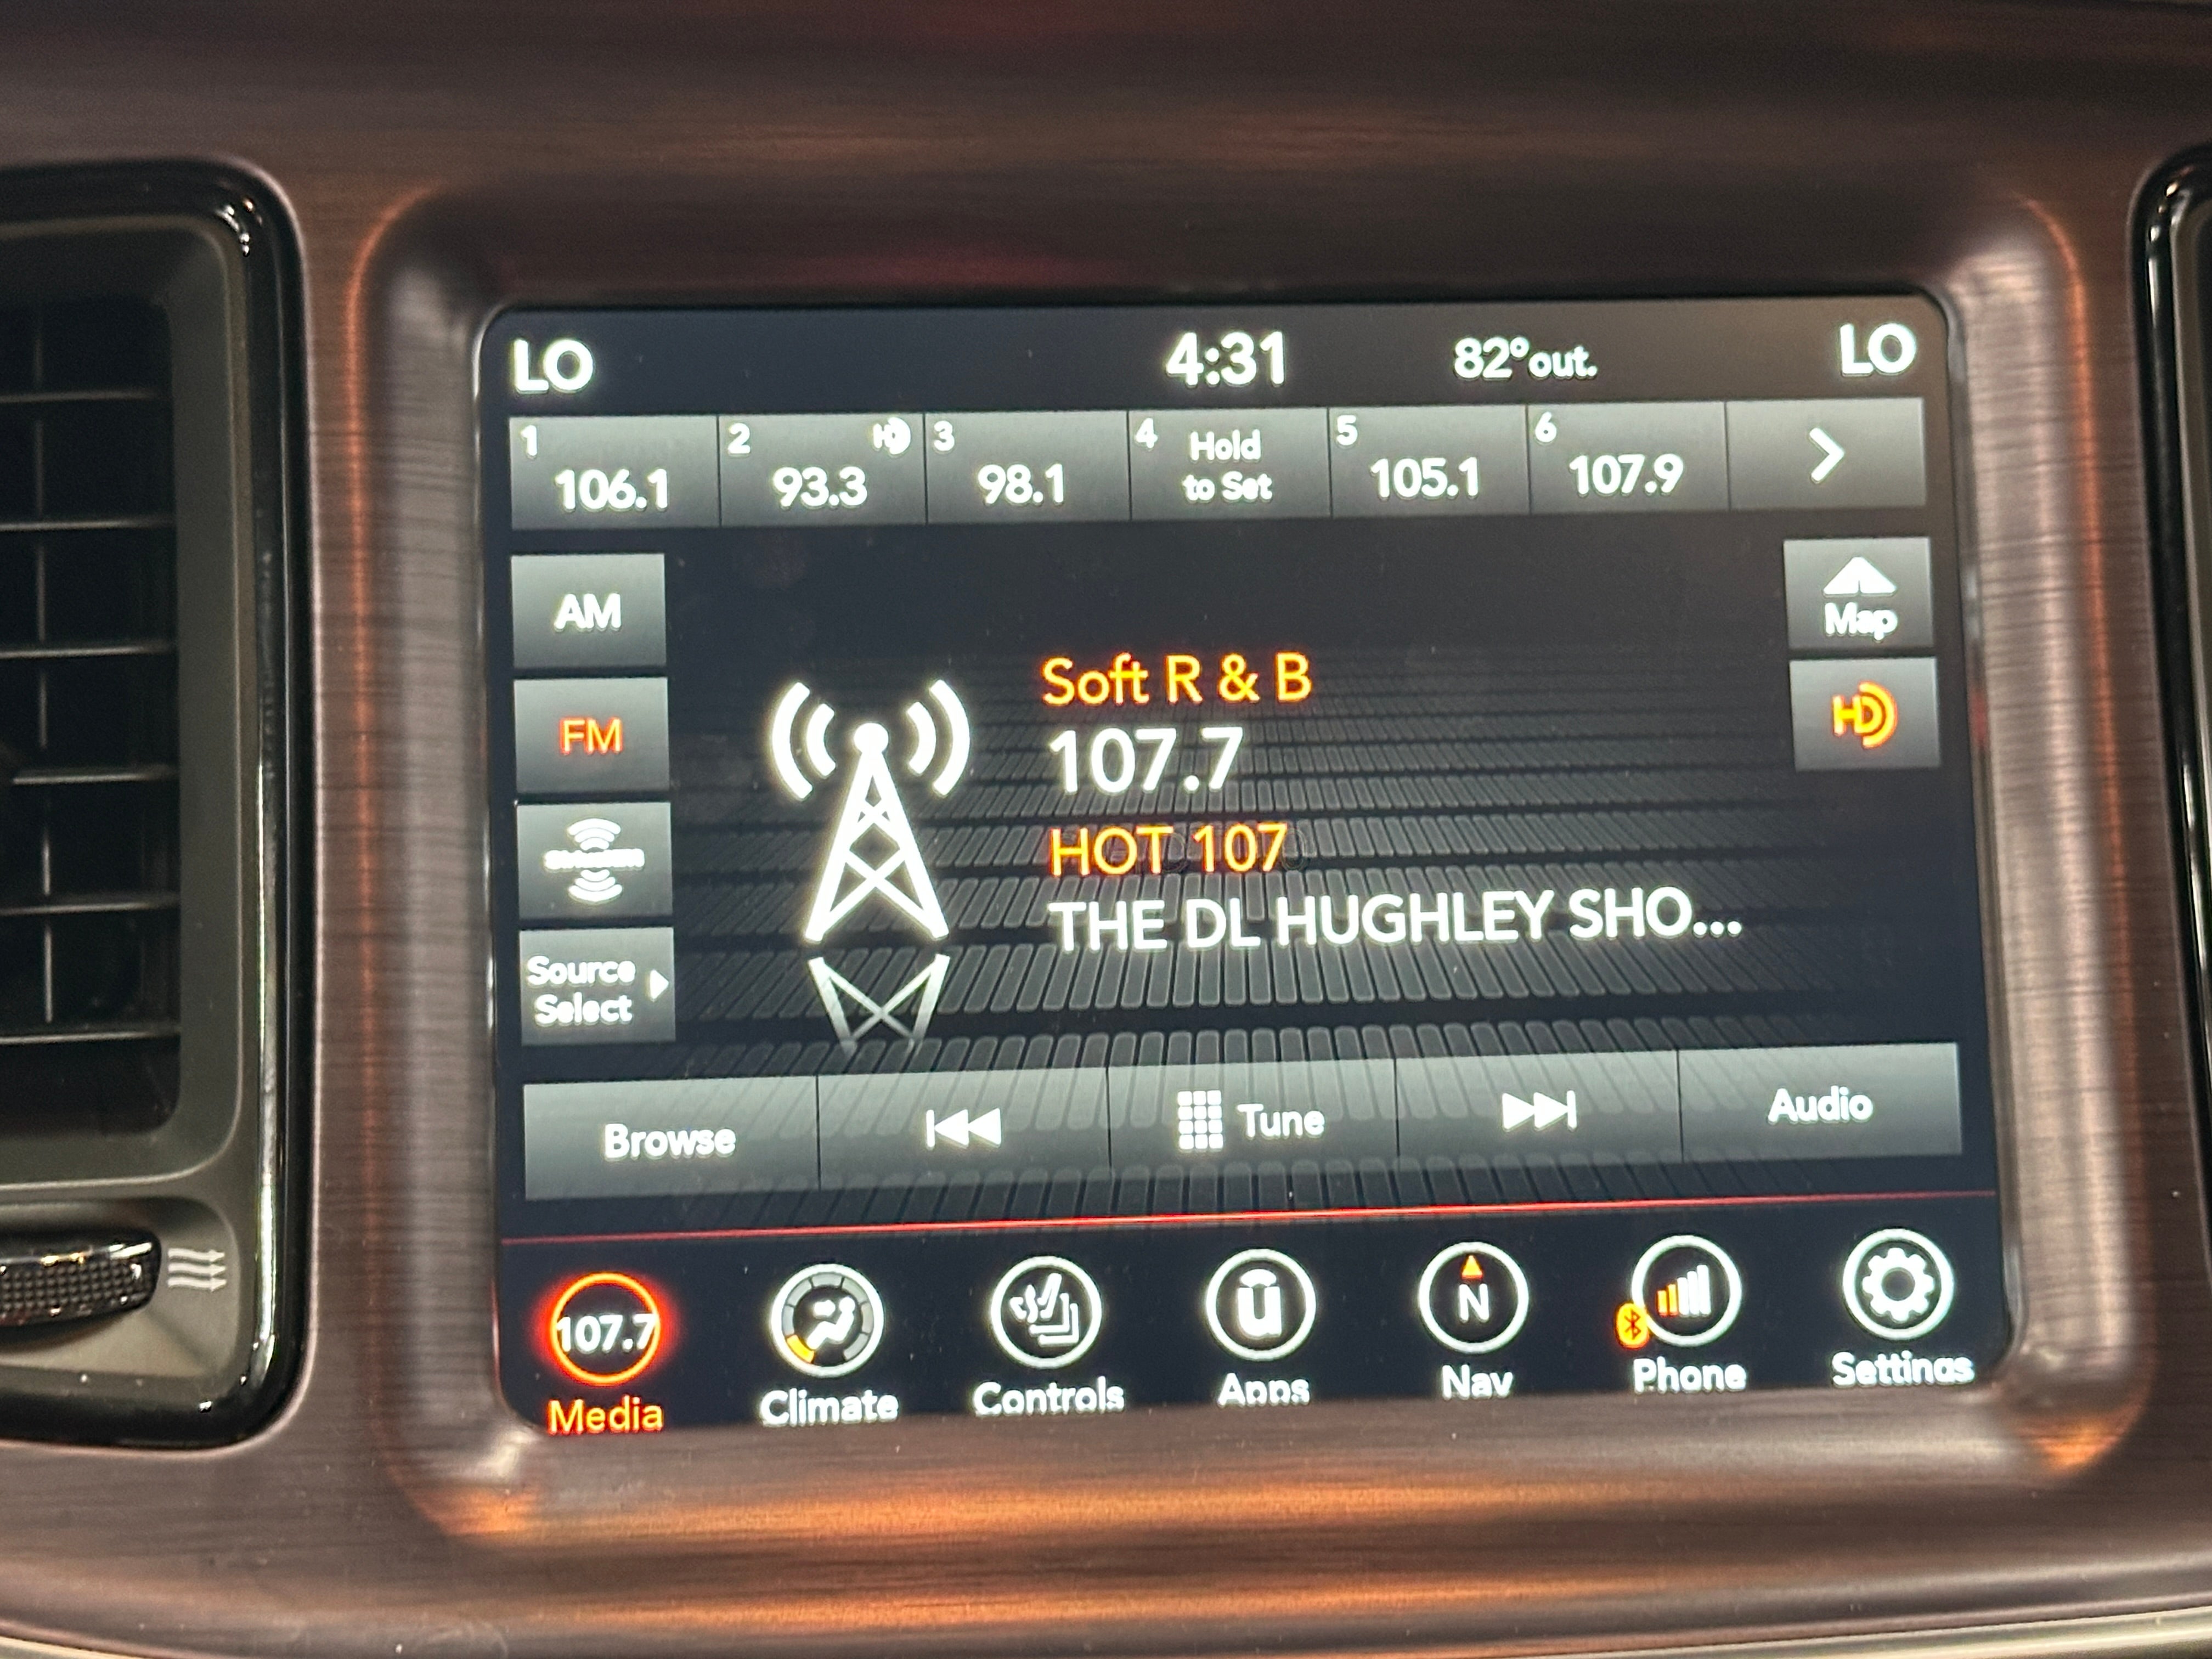 LO 4:31 82°out. LO
1 2 HD 3 4 Hold 5 6
106.1 93.3 98.1 to Set 105.1 107.9
AM
Map
Soft R & B
FM 107.7 HD
HOT 107
THE DL HUGHLEY SHO...
Source
Select
Browse Tune Audio
107.7 u N
Media Climate Controls Apps Nav Phone Settings